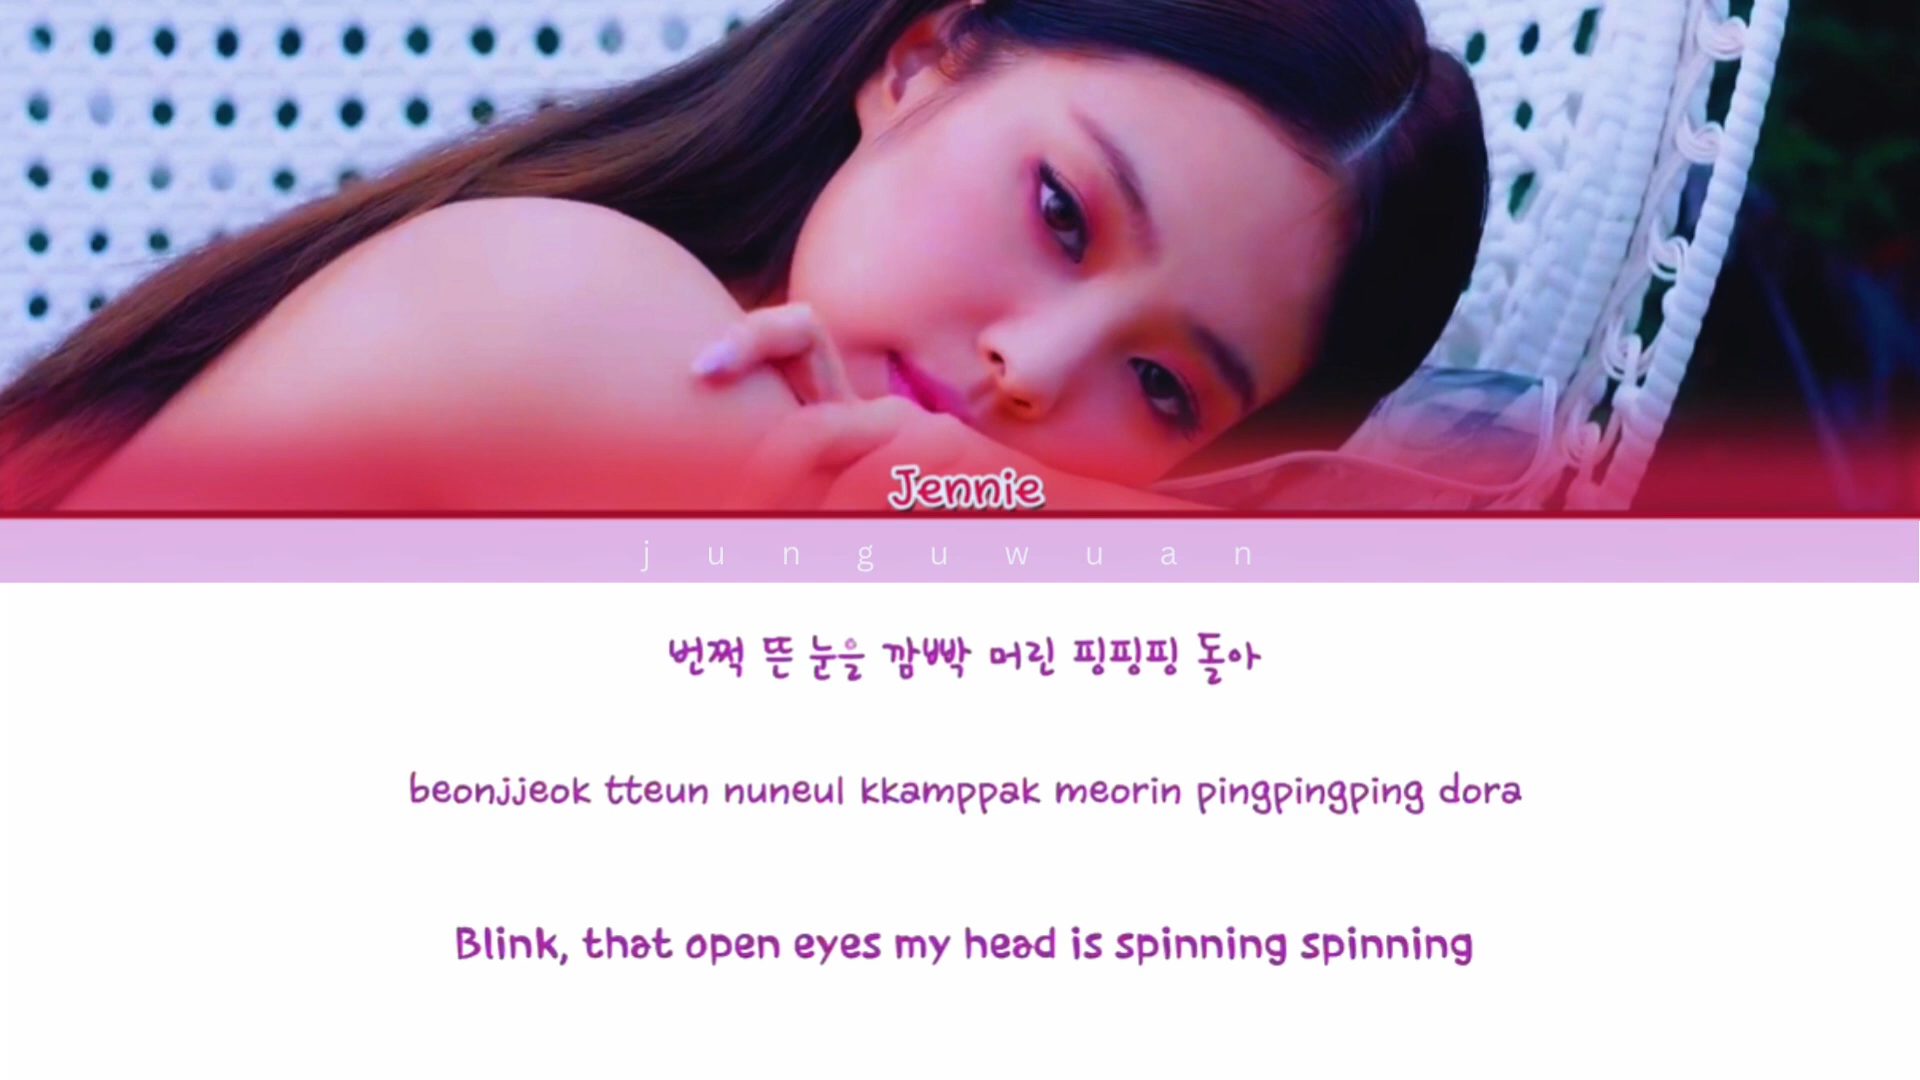 Jennie
junguwuan
번쩍 뜬 눈을 깜빡 머린 핑핑핑 돌아
beonjjeok tteun nuneul kkamppak meorin pingpingping dora
Blink, that open eyes my head is spinning spinning